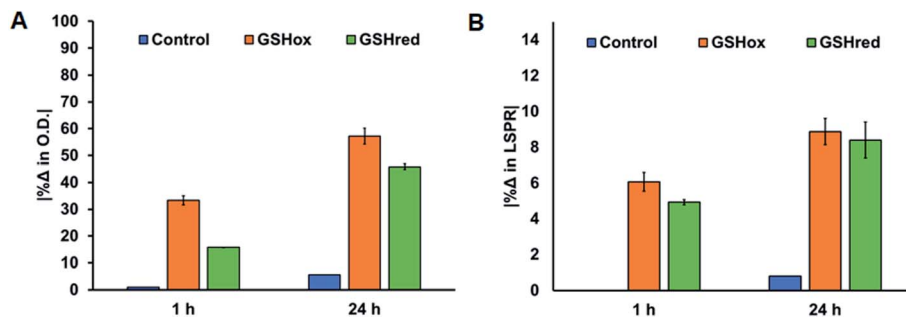 A
|%Δ in O.D.|
100
90
80
70
60
50
40
30
20
10
0
Control GSHox GSHred
1 h 24 h
B
|%Δ in LSPR|
14
12
10
8
6
4
2
0
Control GSHox GSHred
1 h 24 h